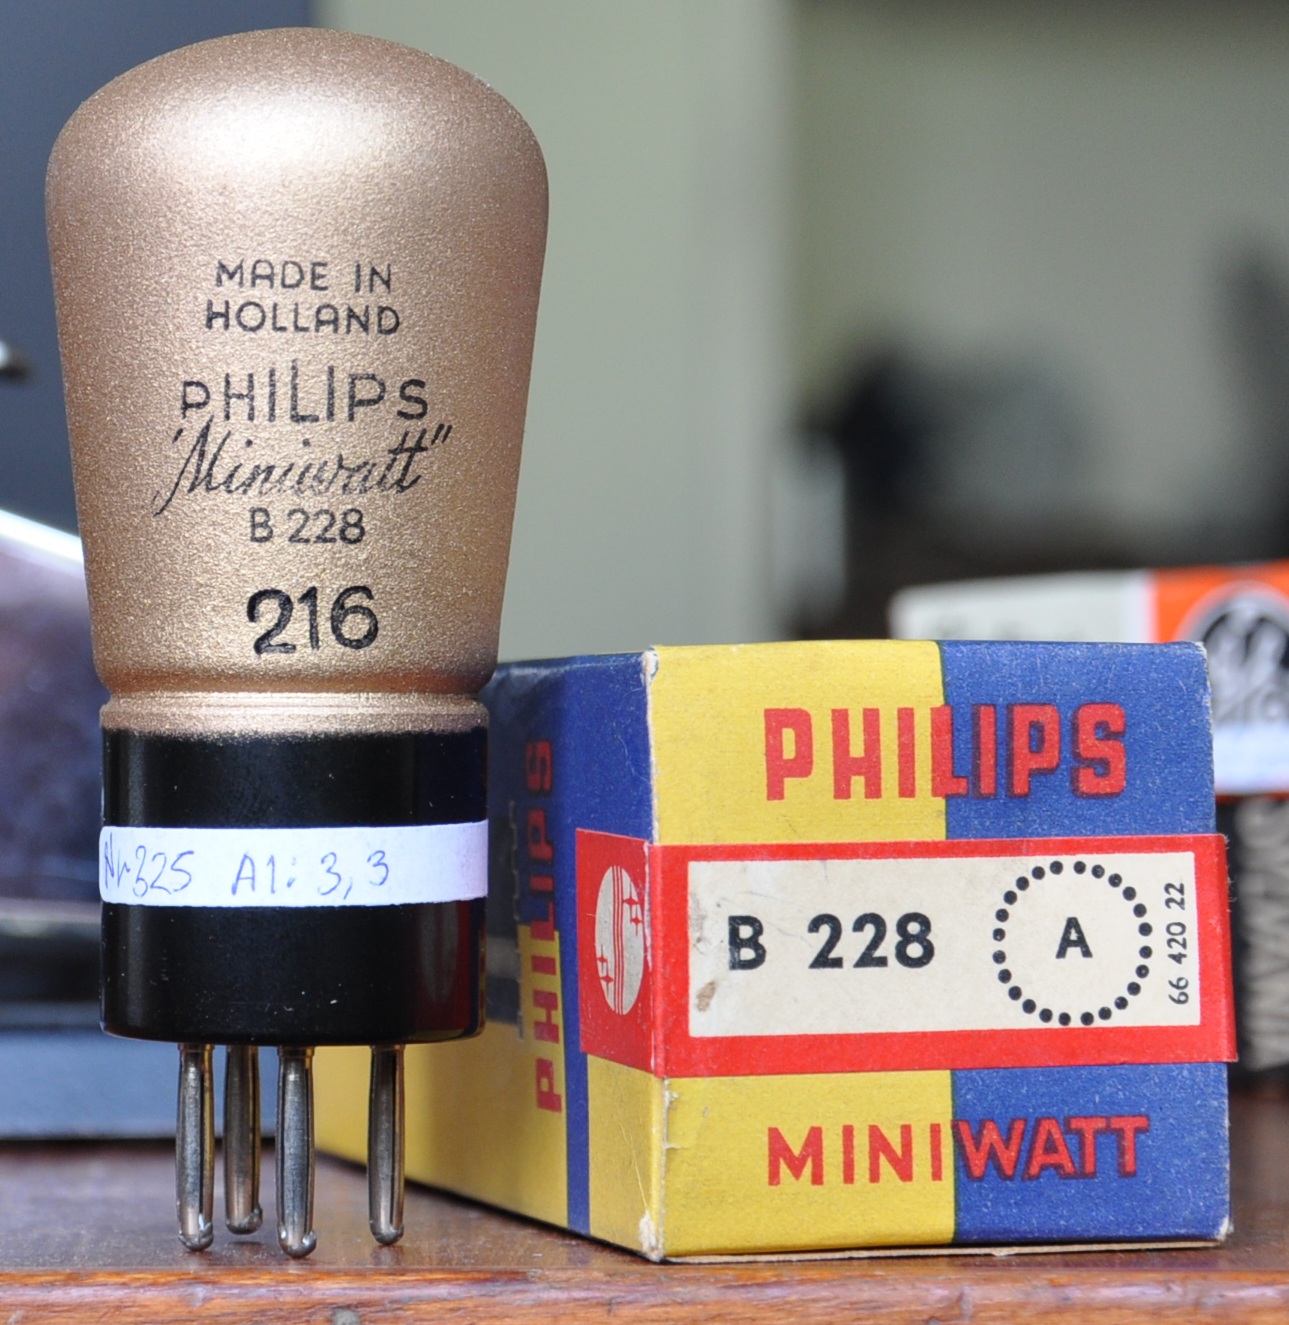 MADE IN
HOLLAND
PHILIPS
"Miniwatt"
B 228
216
Nr 325 A1: 3,3
PHILIPS
PHILIPS
PHILIPS
B 228 A
66 420 22
MINIWATT